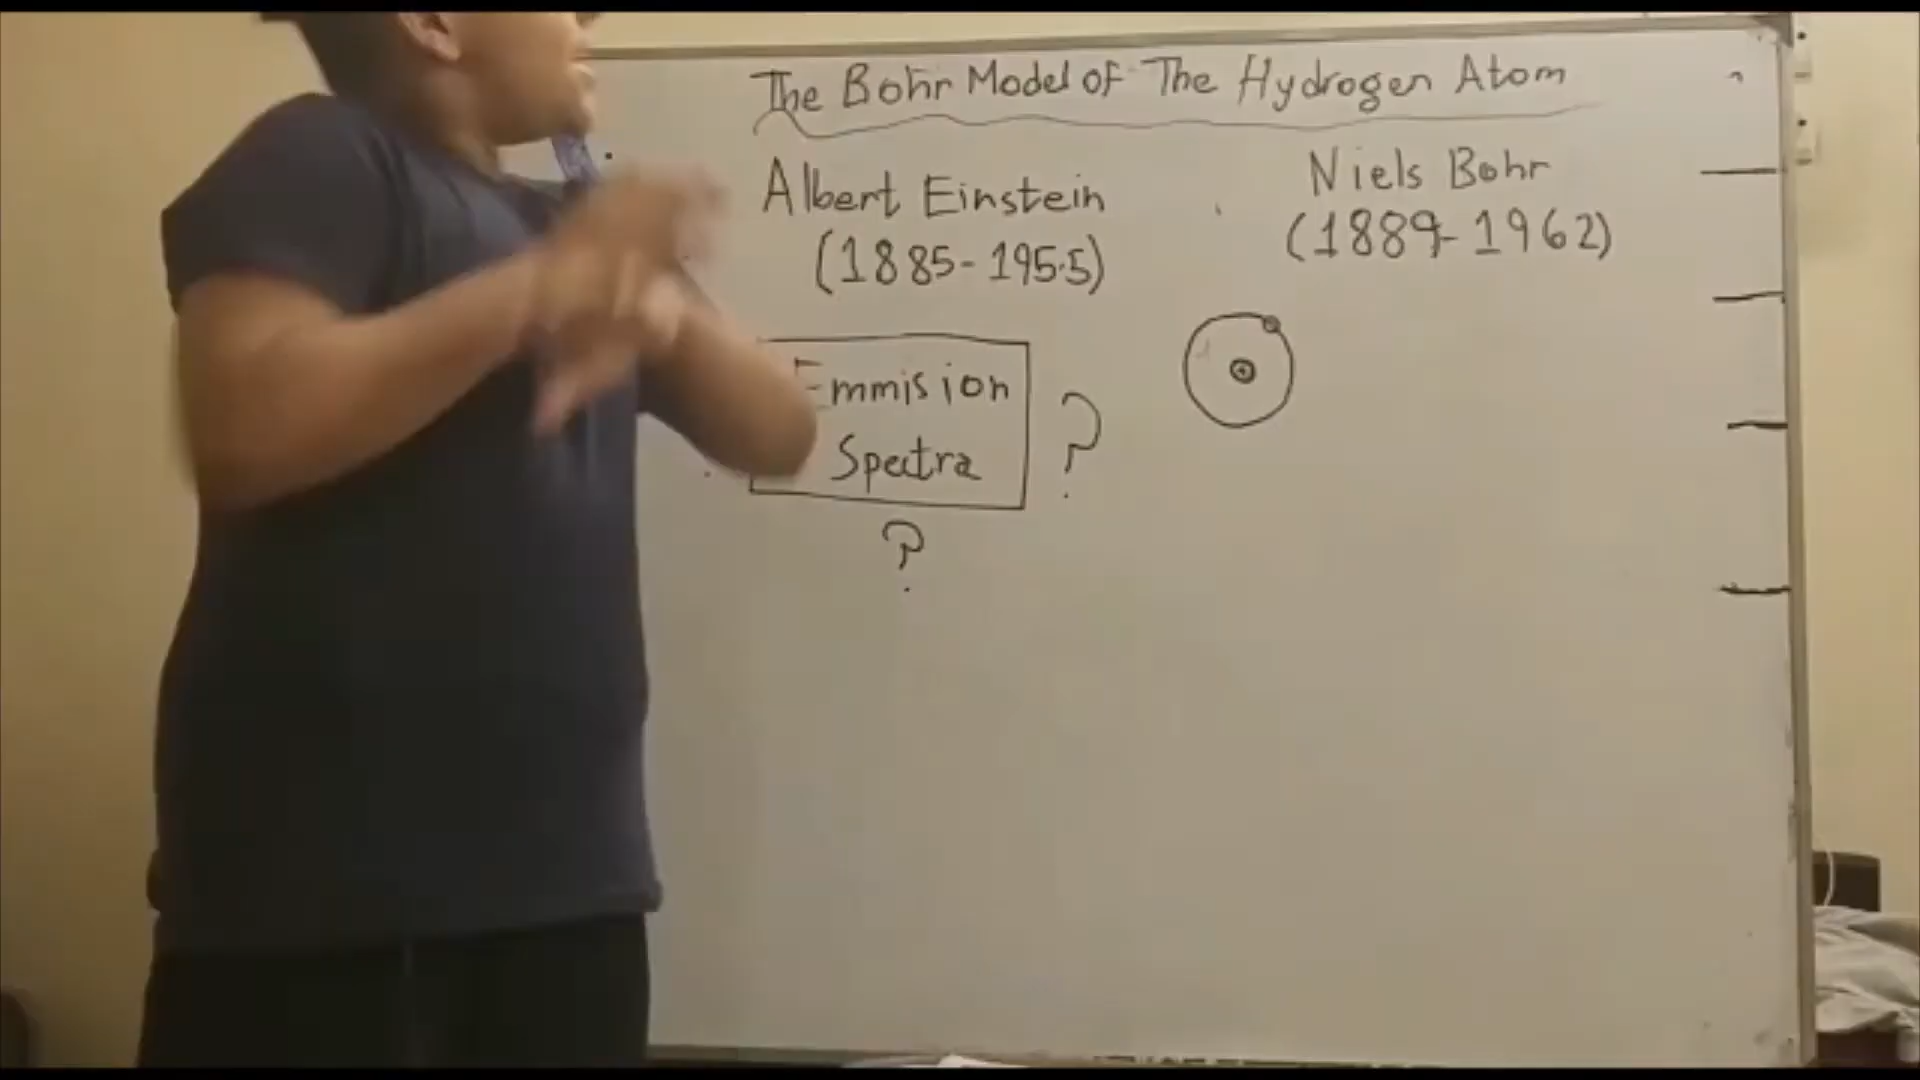 The Bohr Model of The Hydrogen Atom
Albert Einstein
(1885-1955)
Niels Bohr
(1889-1962)
Emmision
Spectra
?
?